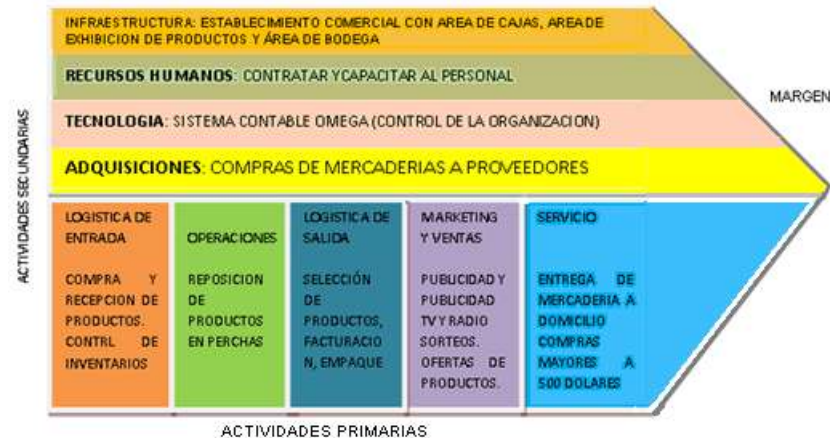 INFRAESTRUCTURA: ESTABLECIMIENTO COMERCIAL CON AREA DE CAJAS, AREA DE
EXHIBICION DE PRODUCTOS Y ÁREA DE BODEGA
RECURSOS HUMANOS: CONTRATAR YCAPACITAR AL PERSONAL
MARGEN
TECNOLOGIA: SISTEMA CONTABLE OMEGA (CONTROL DE LA ORGANIZACION)
ADQUISICIONES: COMPRAS DE MERCADERIAS A PROVEEDORES
ACTIVIDADES SECUNDARIAS
LOGISTICA DE
ENTRADA
COMPRA Y
RECEPCION DE
PRODUCTOS.
CONTRL DE
INVENTARIOS
OPERACIONES
REPOSICION
DE
PRODUCTOS
EN PERCHAS
LOGISTICA DE
SALIDA
SELECCIÓN
DE
PRODUCTOS,
FACTURACIO
N, EMPAQUE
MARKETING
Y VENTAS
PUBLICIDAD Y
PUBLICIDAD
TV Y RADIO
SORTEOS.
OFERTAS DE
PRODUCTOS.
SERVICIO
ENTREGA DE
MERCADERIA A
DOMICILIO
COMPRAS
MAYORES A
500 DOLARES
ACTIVIDADES PRIMARIAS